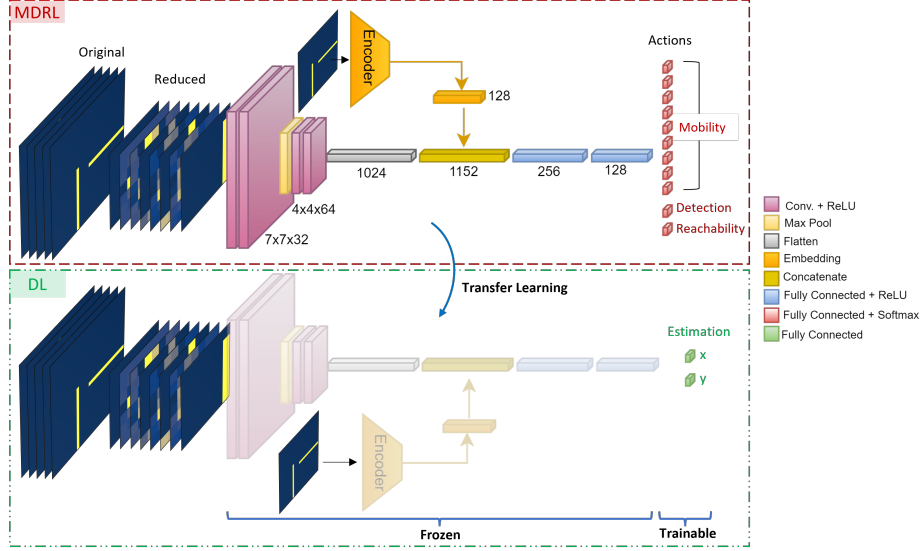 MDRL
Original
Reduced
Encoder
128
Actions
Mobility
1024
1152
256
128
4x4x64
7x7x32
Detection
Reachability
Conv. + ReLU
Max Pool
Flatten
Embedding
Concatenate
Fully Connected + ReLU
Fully Connected + Softmax
Fully Connected
DL
Transfer Learning
Estimation
x
y
Encoder
Frozen
Trainable